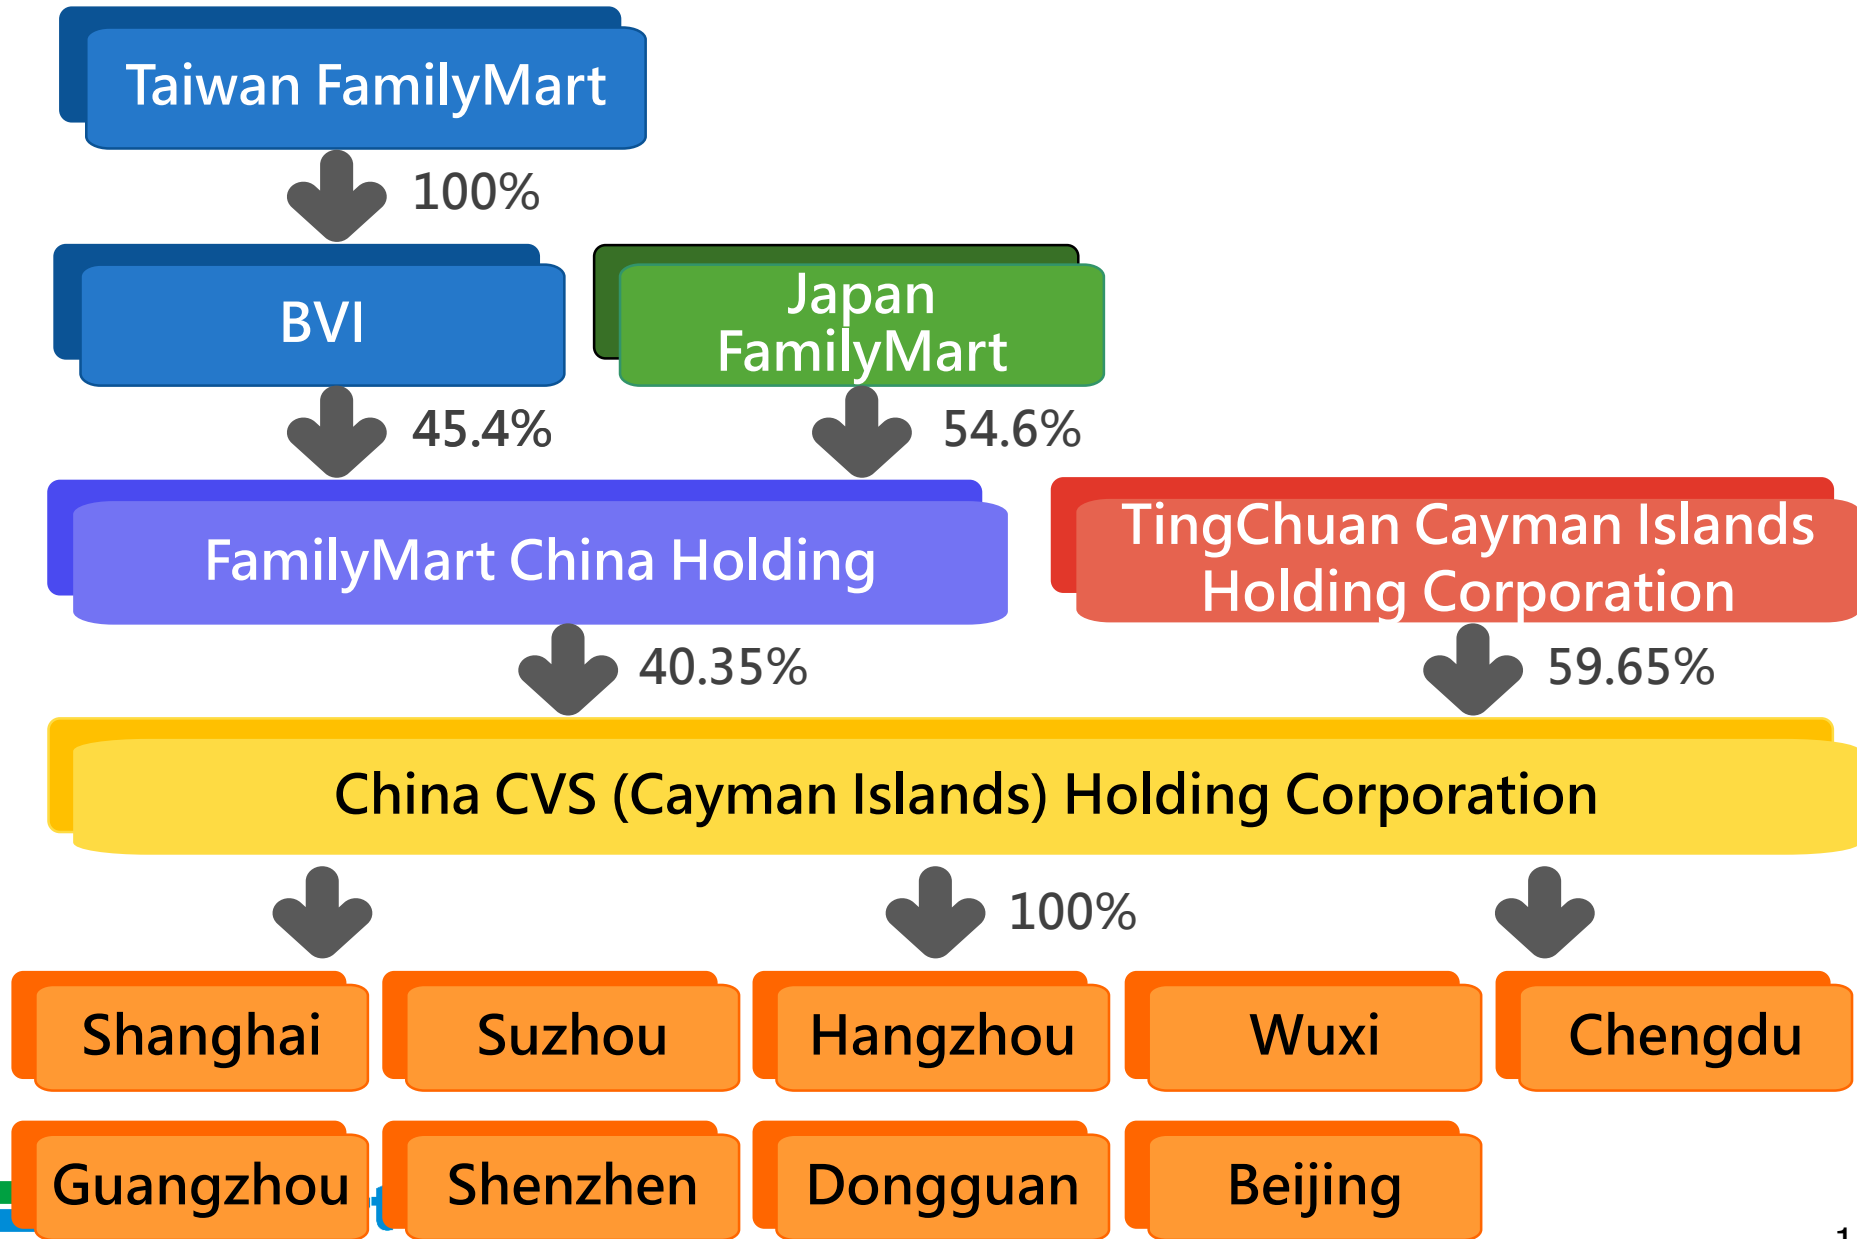 Taiwan FamilyMart
100%
BVI
Japan
FamilyMart
45.4%
54.6%
FamilyMart China Holding
TingChuan Cayman Islands
Holding Corporation
40.35%
59.65%
China CVS (Cayman Islands) Holding Corporation
100%
Shanghai
Suzhou
Hangzhou
Wuxi
Chengdu
Guangzhou
Shenzhen
Dongguan
Beijing